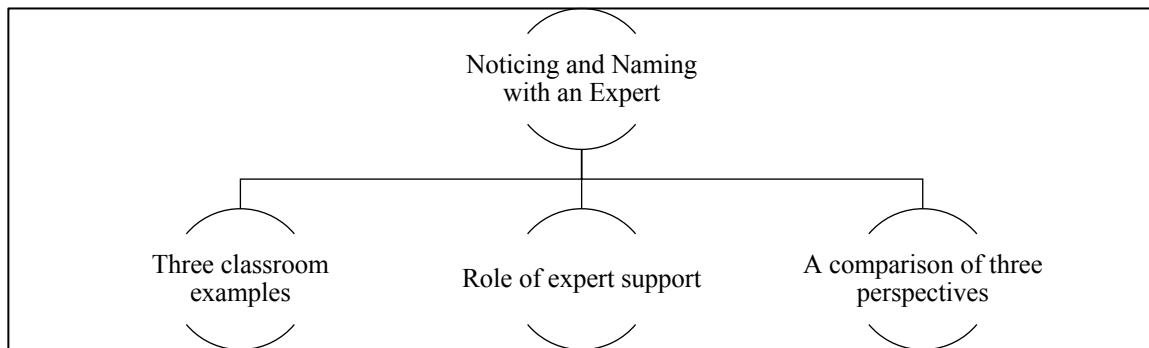 Noticing and Naming
with an Expert
Three classroom
examples
Role of expert support
A comparison of three
perspectives